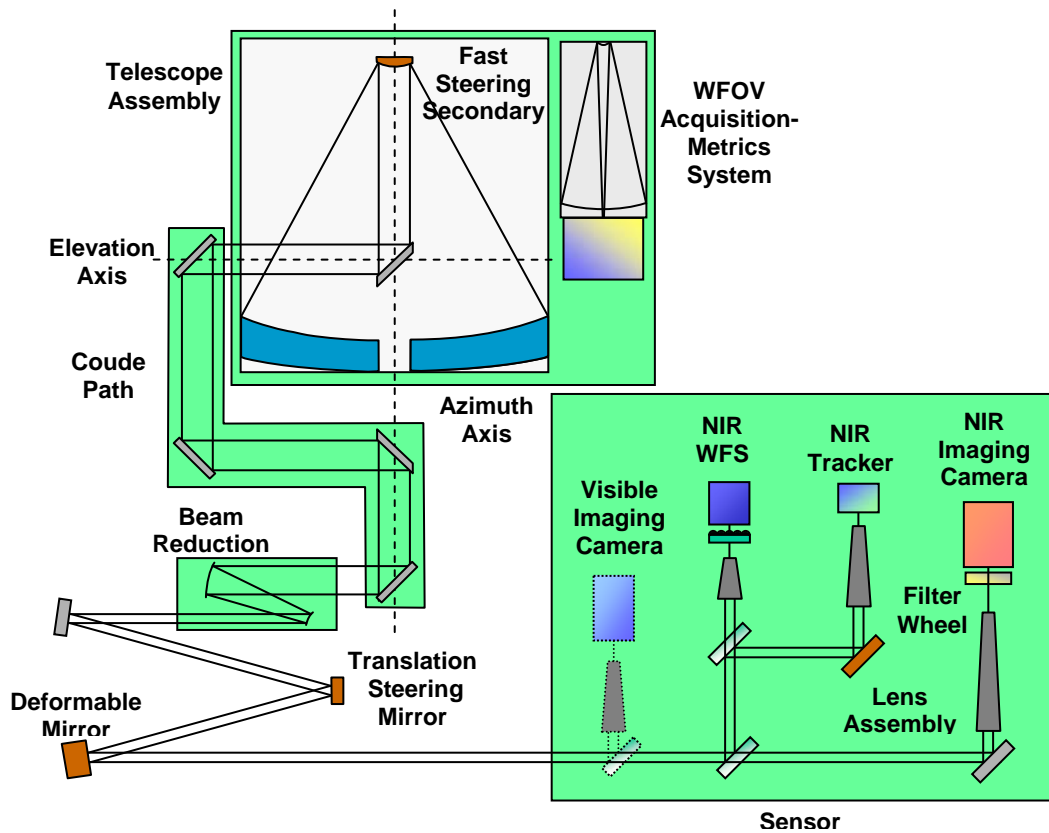 Telescope
Assembly
Fast
Steering
Secondary
WFOV
Acquisition-
Metrics
System
Elevation
Axis
Coude
Path
Azimuth
Axis
Beam
Reduction
Translation
Steering
Mirror
Deformable
Mirror
Visible
Imaging
Camera
NIR
WFS
NIR
Tracker
NIR
Imaging
Camera
Filter
Wheel
Lens
Assembly
Sensor